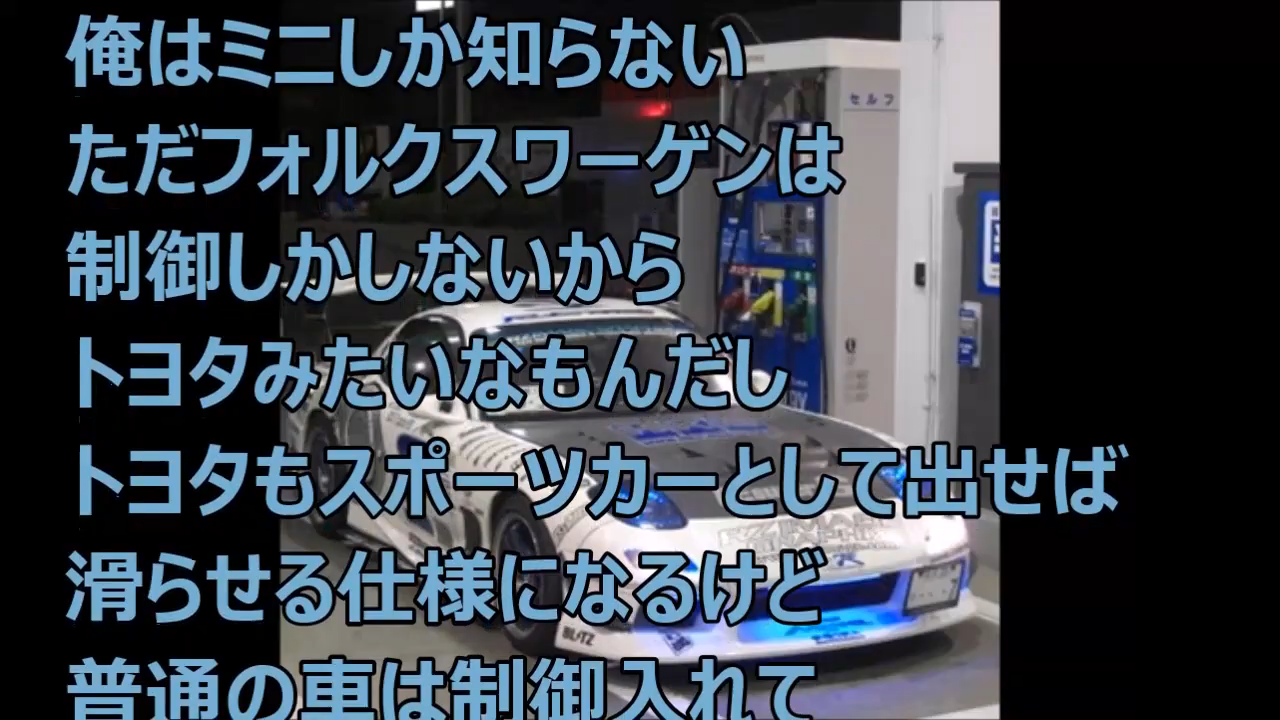 俺はミニしか知らない
ただフォルクスワーゲンは
制御しかしないから
トヨタみたいなもんだし
トヨタもスポーツカーとして出せば
滑らせる仕様になるけど
普通の車は制御入れて
セルフ
BLITZ